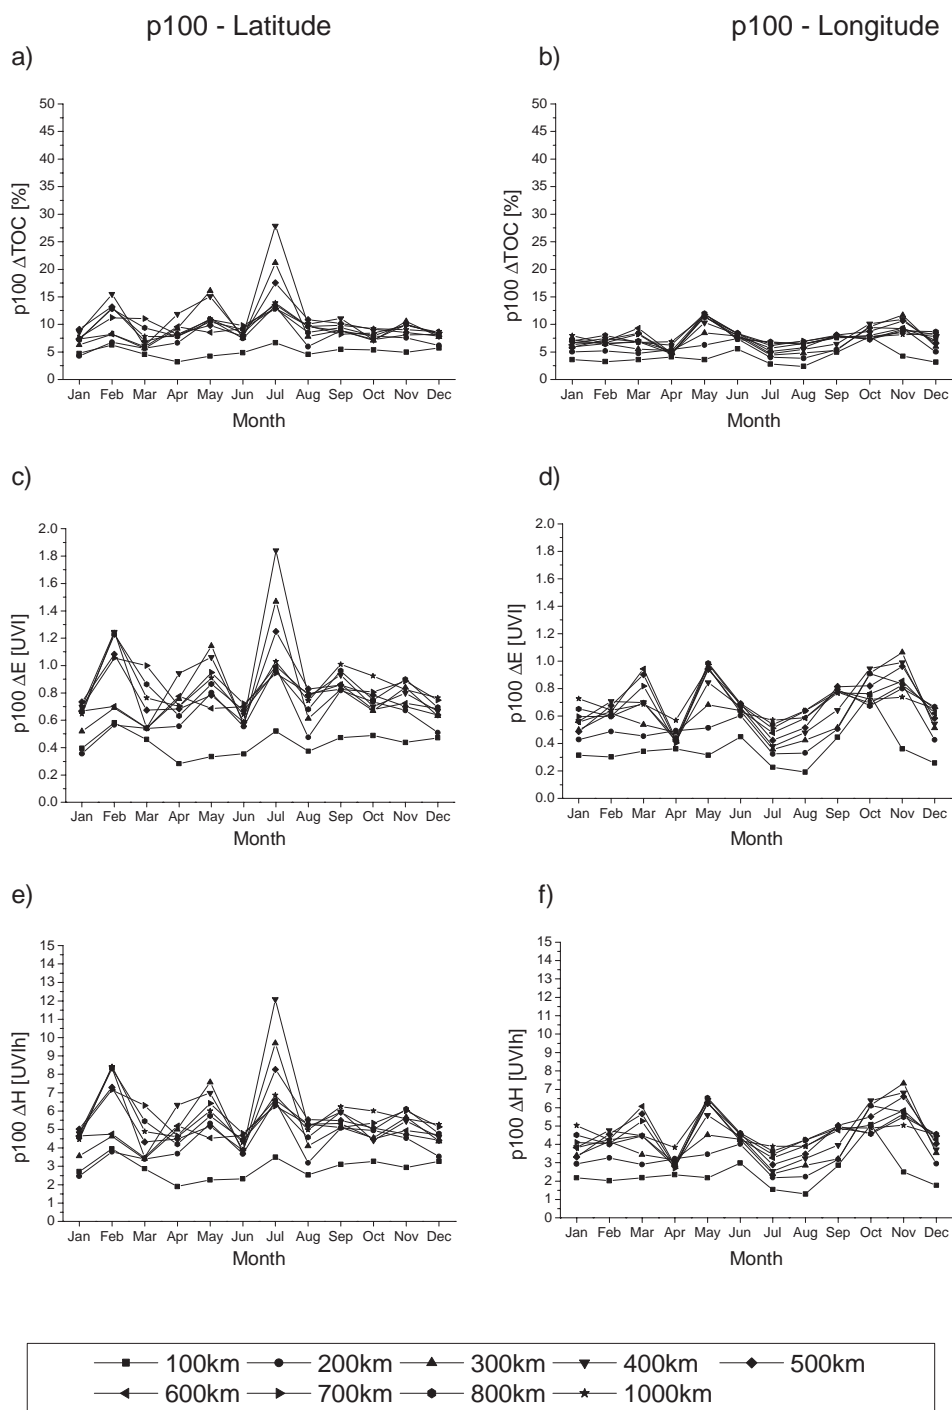 p100 - Latitude
p100 - Longitude
a)
b)
50
45
40
35
30
25
20
15
10
5
0
p100 ΔTOC [%]
Jan Feb Mar Apr May Jun Jul Aug Sep Oct Nov Dec
Month
50
45
40
35
30
25
20
15
10
5
0
p100 ΔTOC [%]
Jan Feb Mar Apr May Jun Jul Aug Sep Oct Nov Dec
Month
c)
d)
2.0
1.8
1.6
1.4
1.2
1.0
0.8
0.6
0.4
0.2
0.0
p100 ΔE [UVI]
Jan Feb Mar Apr May Jun Jul Aug Sep Oct Nov Dec
Month
2.0
1.8
1.6
1.4
1.2
1.0
0.8
0.6
0.4
0.2
0.0
p100 ΔE [UVI]
Jan Feb Mar Apr May Jun Jul Aug Sep Oct Nov Dec
Month
e)
f)
15
14
13
12
11
10
9
8
7
6
5
4
3
2
1
0
p100 ΔH [UVIh]
Jan Feb Mar Apr May Jun Jul Aug Sep Oct Nov Dec
Month
15
14
13
12
11
10
9
8
7
6
5
4
3
2
1
0
p100 ΔH [UVIh]
Jan Feb Mar Apr May Jun Jul Aug Sep Oct Nov Dec
Month
100km 200km 300km 400km 500km
600km 700km 800km 1000km